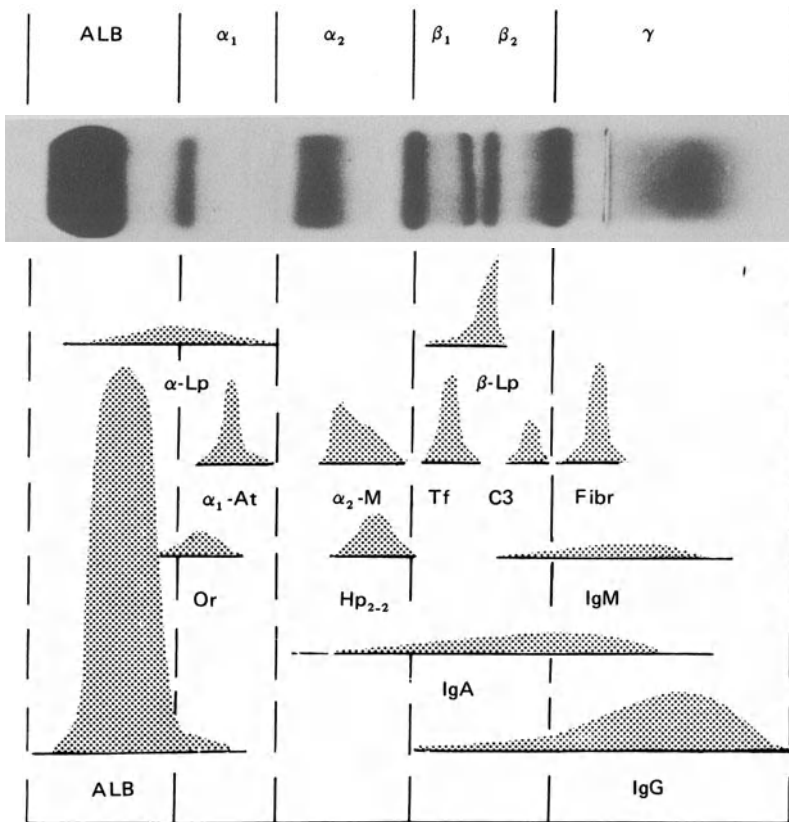 ALB α₁ α₂ β₁ β₂ γ
α-Lp β-Lp
α₁-At α₂-M Tf C3 Fibr
Or Hp₂₋₂ IgM
IgA
ALB IgG